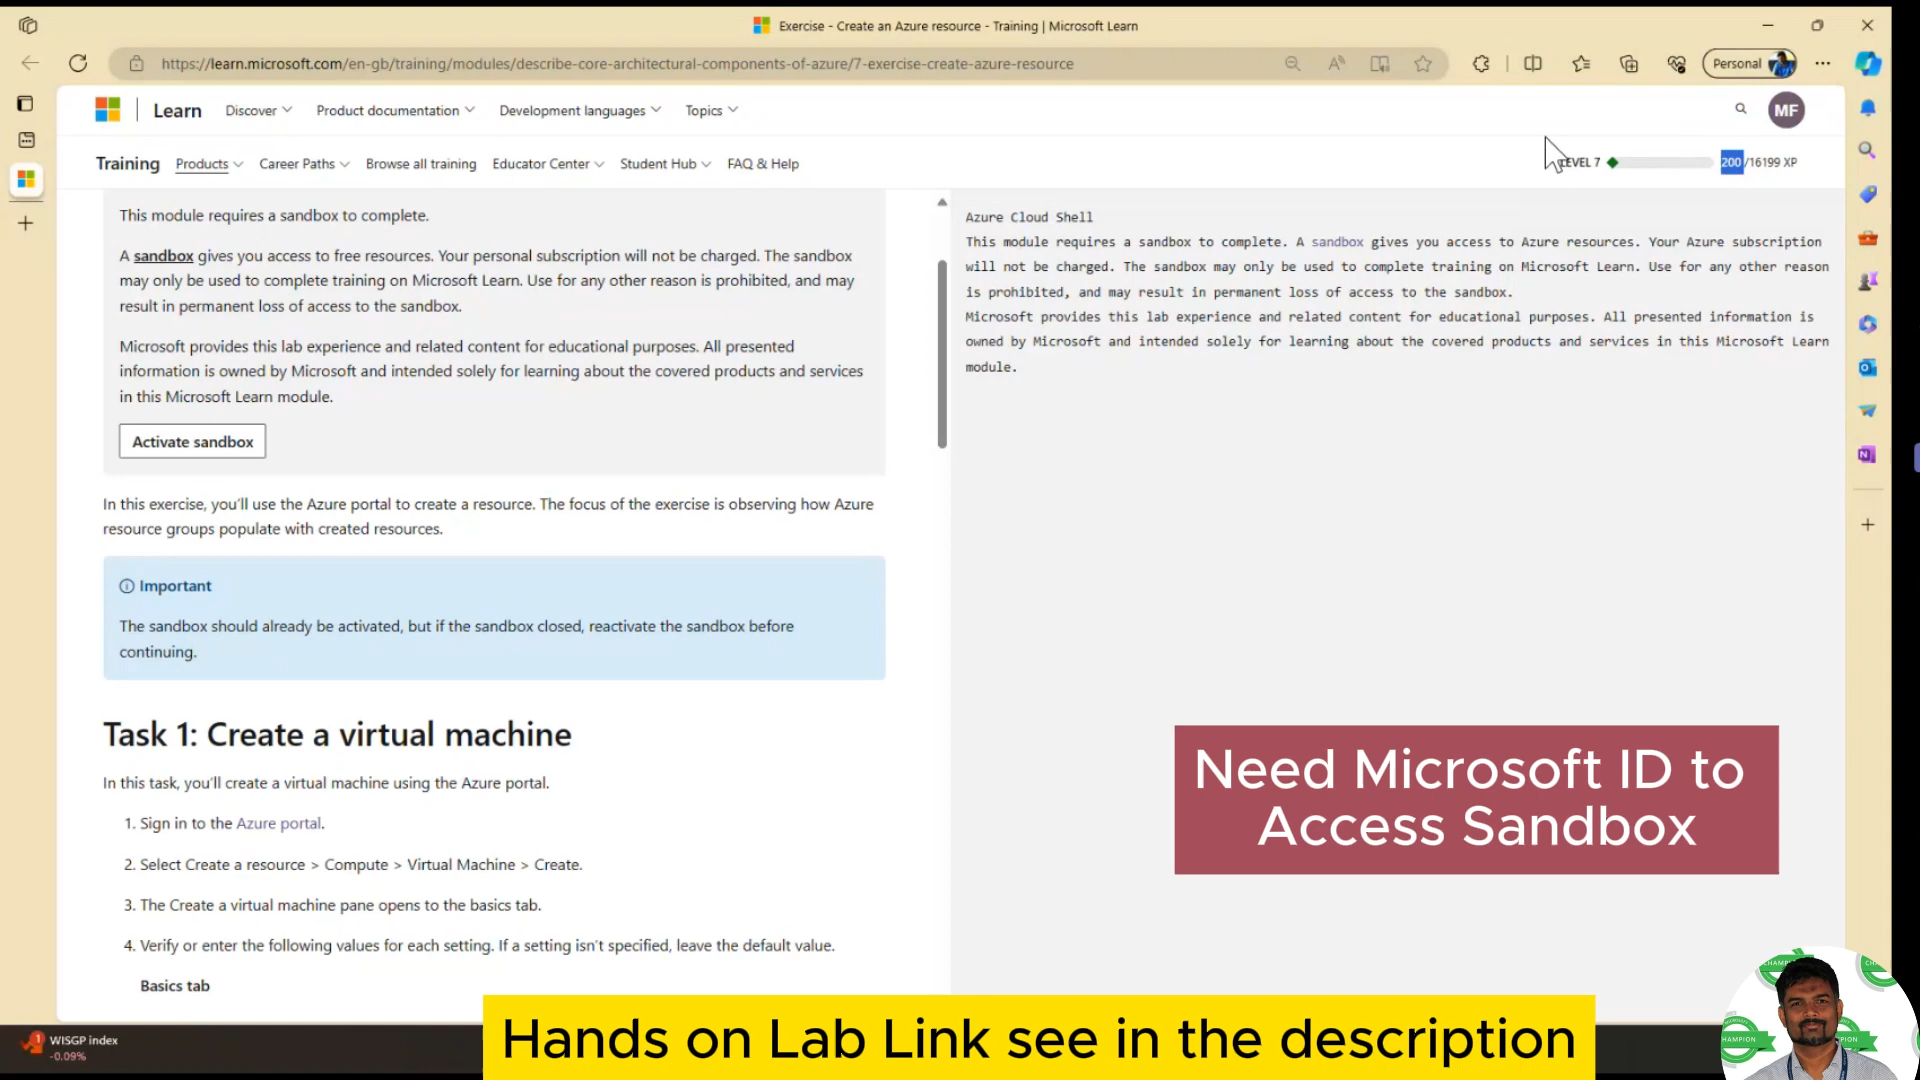 Exercise - Create an Azure resource - Training | Microsoft Learn
https://learn.microsoft.com/en-gb/training/modules/describe-core-architectural-components-of-azure/7-exercise-create-azure-resource
Personal
Learn
Discover
Product documentation
Development languages
Topics
MF
Training
Products
Career Paths
Browse all training
Educator Center
Student Hub
FAQ & Help
LEVEL 7
200 /16199 XP
This module requires a sandbox to complete.
A sandbox gives you access to free resources. Your personal subscription will not be charged. The sandbox
may only be used to complete training on Microsoft Learn. Use for any other reason is prohibited, and may
result in permanent loss of access to the sandbox.
Microsoft provides this lab experience and related content for educational purposes. All presented
information is owned by Microsoft and intended solely for learning about the covered products and services
in this Microsoft Learn module.
Activate sandbox
In this exercise, you'll use the Azure portal to create a resource. The focus of the exercise is observing how Azure
resource groups populate with created resources.
Important
The sandbox should already be activated, but if the sandbox closed, reactivate the sandbox before
continuing.
Task 1: Create a virtual machine
In this task, you'll create a virtual machine using the Azure portal.
1. Sign in to the Azure portal.
2. Select Create a resource > Compute > Virtual Machine > Create.
3. The Create a virtual machine pane opens to the basics tab.
4. Verify or enter the following values for each setting. If a setting isn't specified, leave the default value.
Basics tab
Azure Cloud Shell
This module requires a sandbox to complete. A sandbox gives you access to Azure resources. Your Azure subscription
will not be charged. The sandbox may only be used to complete training on Microsoft Learn. Use for any other reason
is prohibited, and may result in permanent loss of access to the sandbox.
Microsoft provides this lab experience and related content for educational purposes. All presented information is
owned by Microsoft and intended solely for learning about the covered products and services in this Microsoft Learn
module.
Need Microsoft ID to
Access Sandbox
Hands on Lab Link see in the description
1
WISGP index
-0.09%
CHAMPION
CHAMPION